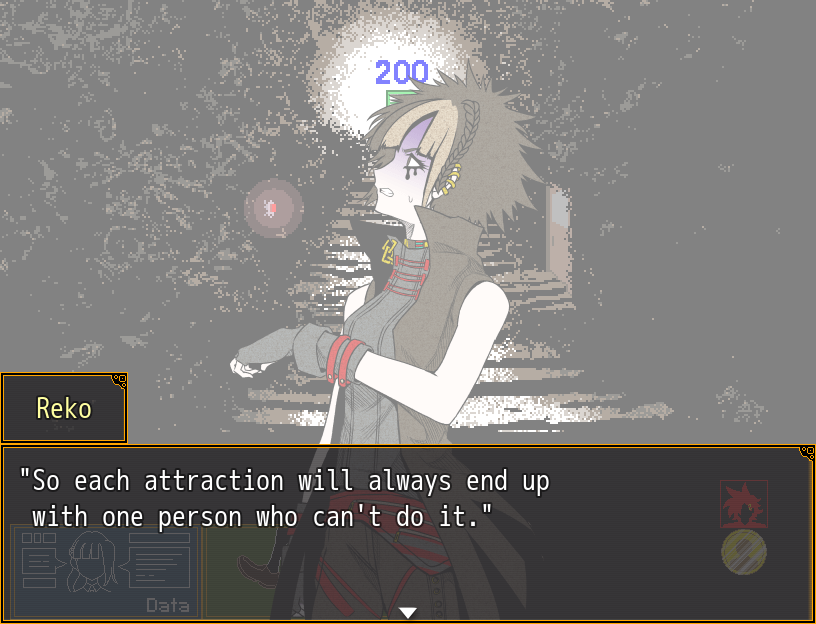 200
Reko
"So each attraction will always end up
with one person who can't do it."
Data